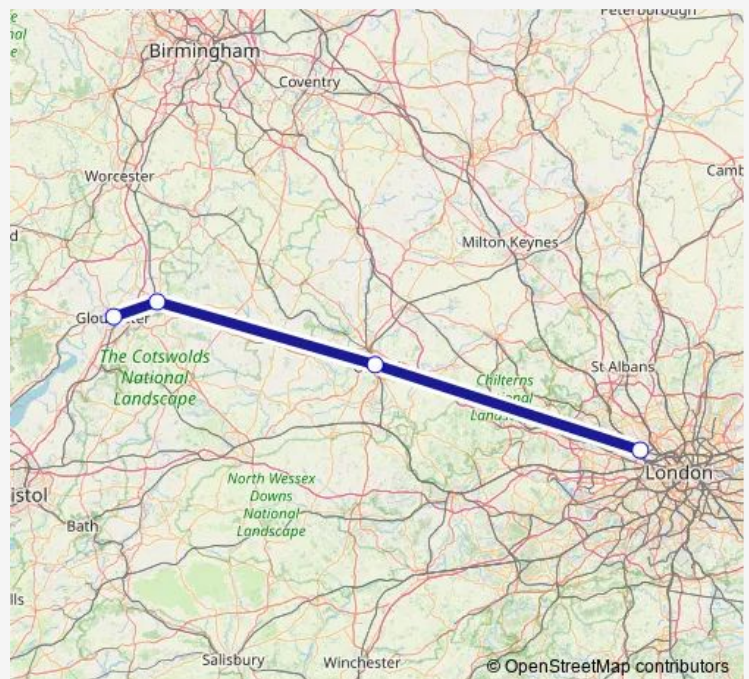 Peterborough
Birmingham
Coventry
Worcester
Camb
d
Milton Keynes
The Cotswolds
National
Landscape
St Albans
Chilterns
London
North Wessex
Downs
National
Landscape
istol
Bath
lls
Salisbury
Winchester
© OpenStreetMap contributors